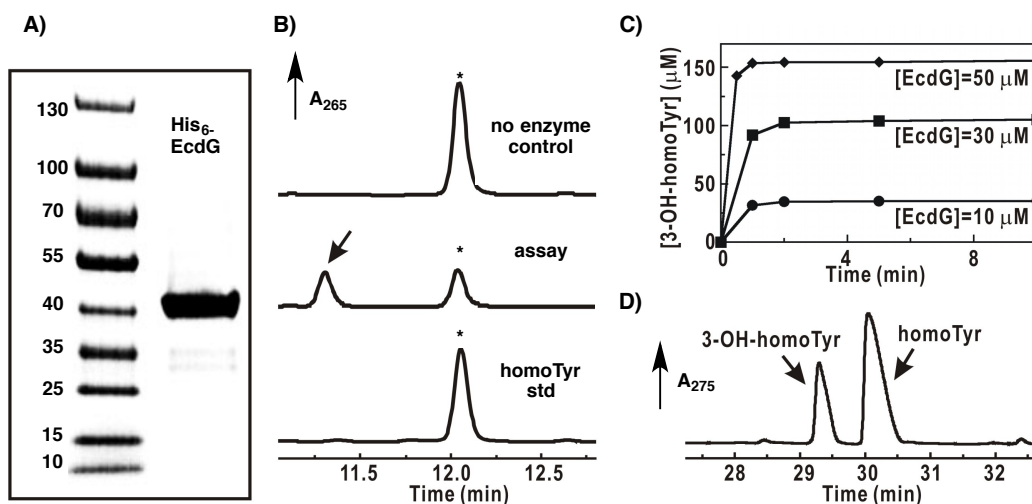 A)
130
100
70
55
40
35
25
15
10
His6-
EcdG
B)
A265
*
no enzyme
control
assay
*
homoTyr
std
*
11.5 12.0 12.5
Time (min)
C)
[3-OH-homoTyr] (μM)
150
100
50
0
[EcdG]=50 μM
[EcdG]=30 μM
[EcdG]=10 μM
0 4 8
Time (min)
D)
3-OH-homoTyr
homoTyr
A275
28 29 30 31 32
Time (min)